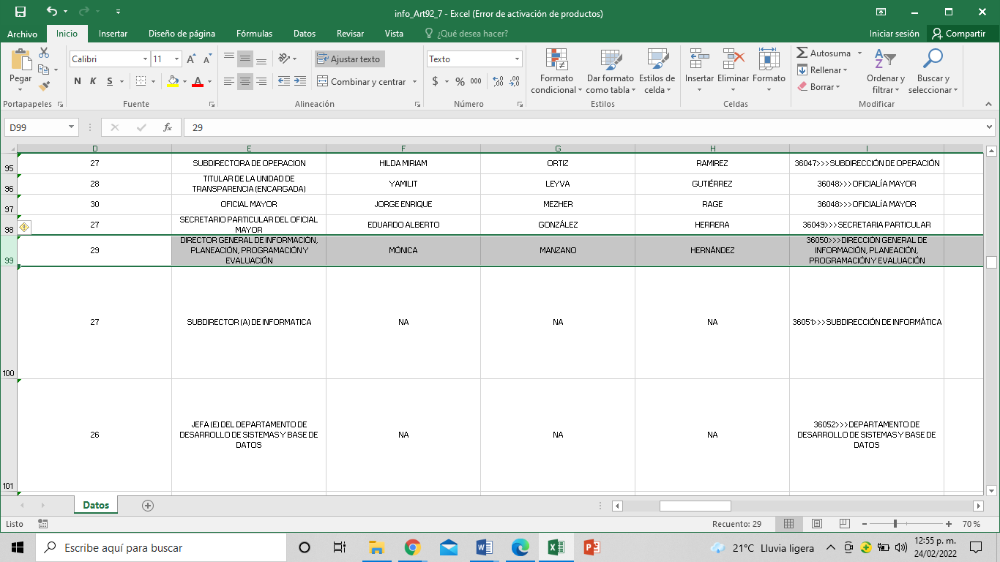 info_Art92_7 - Excel (Error de activación de productos)
Archivo Inicio Insertar Diseño de página Fórmulas Datos Revisar Vista ¿Qué desea hacer? Iniciar sesión Compartir
Pegar
Calibri 11
N K S
Ajustar texto
Combinar y centrar
Texto
$ % 000
Formato condicional
Dar formato como tabla
Estilos de celda
Insertar
Eliminar
Formato
Autosuma
Rellenar
Borrar
Ordenar y filtrar
Buscar y seleccionar
Portapapeles Fuente Alineación Número Estilos Celdas Modificar
D99 fx 29
D E F G H I
95 27 SUBDIRECTORA DE OPERACION HILDA MIRIAM ORTIZ RAMIREZ 36047>>>SUBDIRECCIÓN DE OPERACIÓN
96 28 TITULAR DE LA UNIDAD DE TRANSPARENCIA (ENCARGADA) YAMILIT LEYVA GUTIÉRREZ 36048>>>OFICIALÍA MAYOR
97 30 OFICIAL MAYOR JORGE ENRIQUE MEZHER RAGE 36048>>>OFICIALÍA MAYOR
98 27 SECRETARIO PARTICULAR DEL OFICIAL MAYOR EDUARDO ALBERTO GONZÁLEZ HERRERA 36049>>>SECRETARIA PARTICULAR
99 29 DIRECTOR GENERAL DE INFORMACIÓN, PLANEACIÓN, PROGRAMACIÓN Y EVALUACIÓN MÓNICA MANZANO HERNÁNDEZ 36050>>>DIRECCIÓN GENERAL DE INFORMACIÓN, PLANEACIÓN, PROGRAMACIÓN Y EVALUACIÓN
100 27 SUBDIRECTOR (A) DE INFORMATICA NA NA NA 36051>>>SUBDIRECCIÓN DE INFORMÁTICA
101 26 JEFA (E) DEL DEPARTAMENTO DE DESARROLLO DE SISTEMAS Y BASE DE DATOS NA NA NA 36052>>>DEPARTAMENTO DE DESARROLLO DE SISTEMAS Y BASE DE DATOS
Datos
Listo Recuento: 29 70 %
Escribe aquí para buscar 21°C Lluvia ligera 12:55 p. m.
24/02/2022